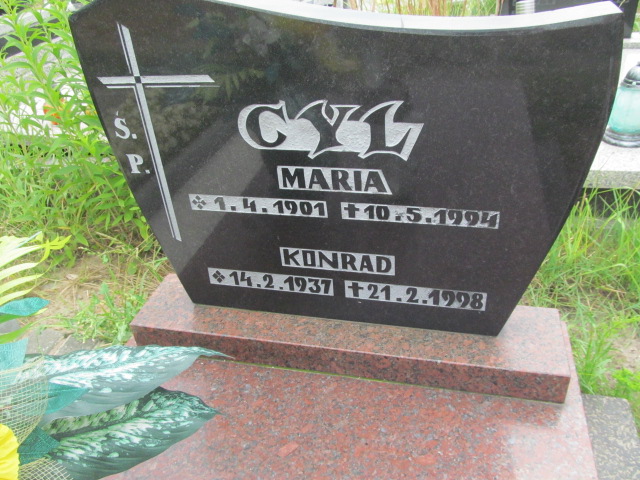 Ś.
P.
CYL
MARIA
1.4.1901 10.5.1994
KONRAD
14.2.1937 21.2.1998